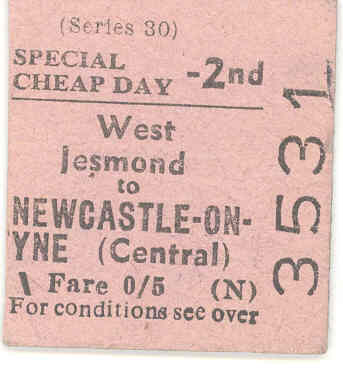 (Series 30)
SPECIAL
CHEAP DAY -2nd
West
Jesmond
to
NEWCASTLE-ON-
YNE (Central)
\ Fare 0/5 (N)
For conditions see over
3531